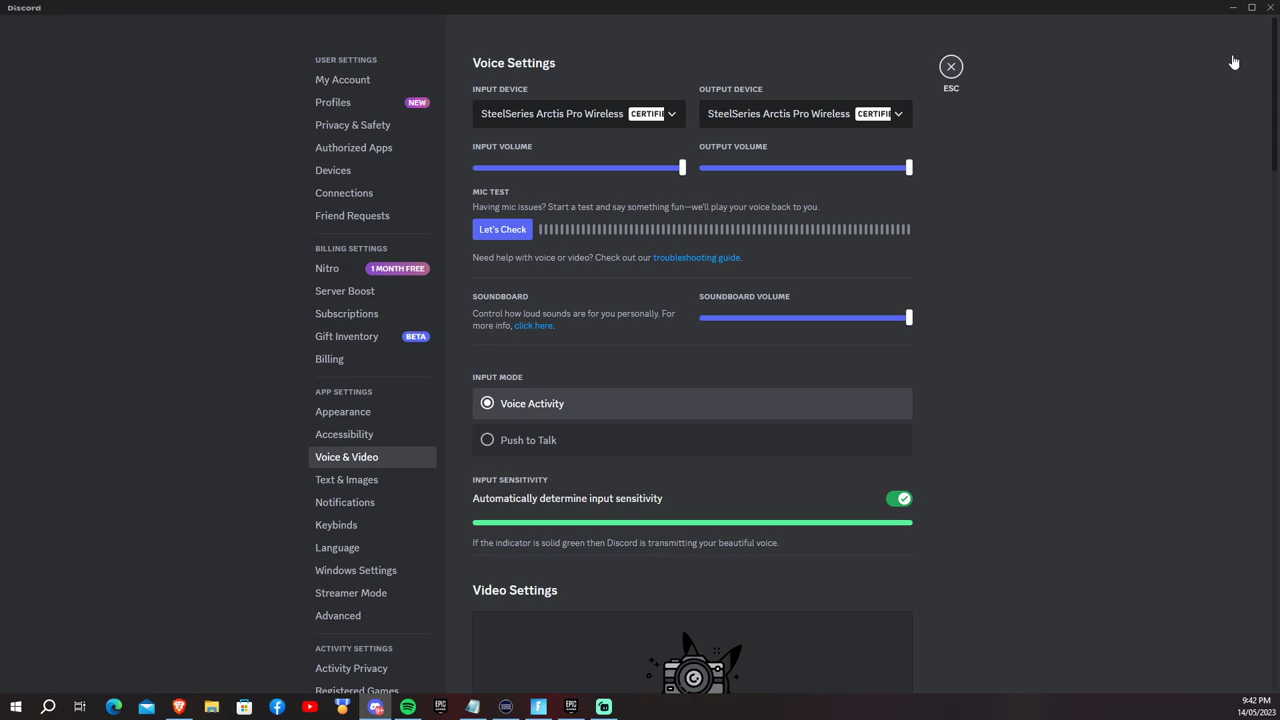 Discord
USER SETTINGS
My Account
Profiles NEW
Privacy & Safety
Authorized Apps
Devices
Connections
Friend Requests
BILLING SETTINGS
Nitro 1 MONTH FREE
Server Boost
Subscriptions
Gift Inventory BETA
Billing
APP SETTINGS
Appearance
Accessibility
Voice & Video
Text & Images
Notifications
Keybinds
Language
Windows Settings
Streamer Mode
Advanced
ACTIVITY SETTINGS
Activity Privacy
Registered Games
Voice Settings
ESC
INPUT DEVICE OUTPUT DEVICE
SteelSeries Arctis Pro Wireless CERTIFI SteelSeries Arctis Pro Wireless CERTIFI
INPUT VOLUME OUTPUT VOLUME
MIC TEST
Having mic issues? Start a test and say something fun—we'll play your voice back to you.
Let's Check
Need help with voice or video? Check out our troubleshooting guide.
SOUNDBOARD SOUNDBOARD VOLUME
Control how loud sounds are for you personally. For
more info, click here.
INPUT MODE
Voice Activity
Push to Talk
INPUT SENSITIVITY
Automatically determine input sensitivity
If the indicator is solid green then Discord is transmitting your beautiful voice.
Video Settings
EPIC
EPIC
9:42 PM
14/05/2023